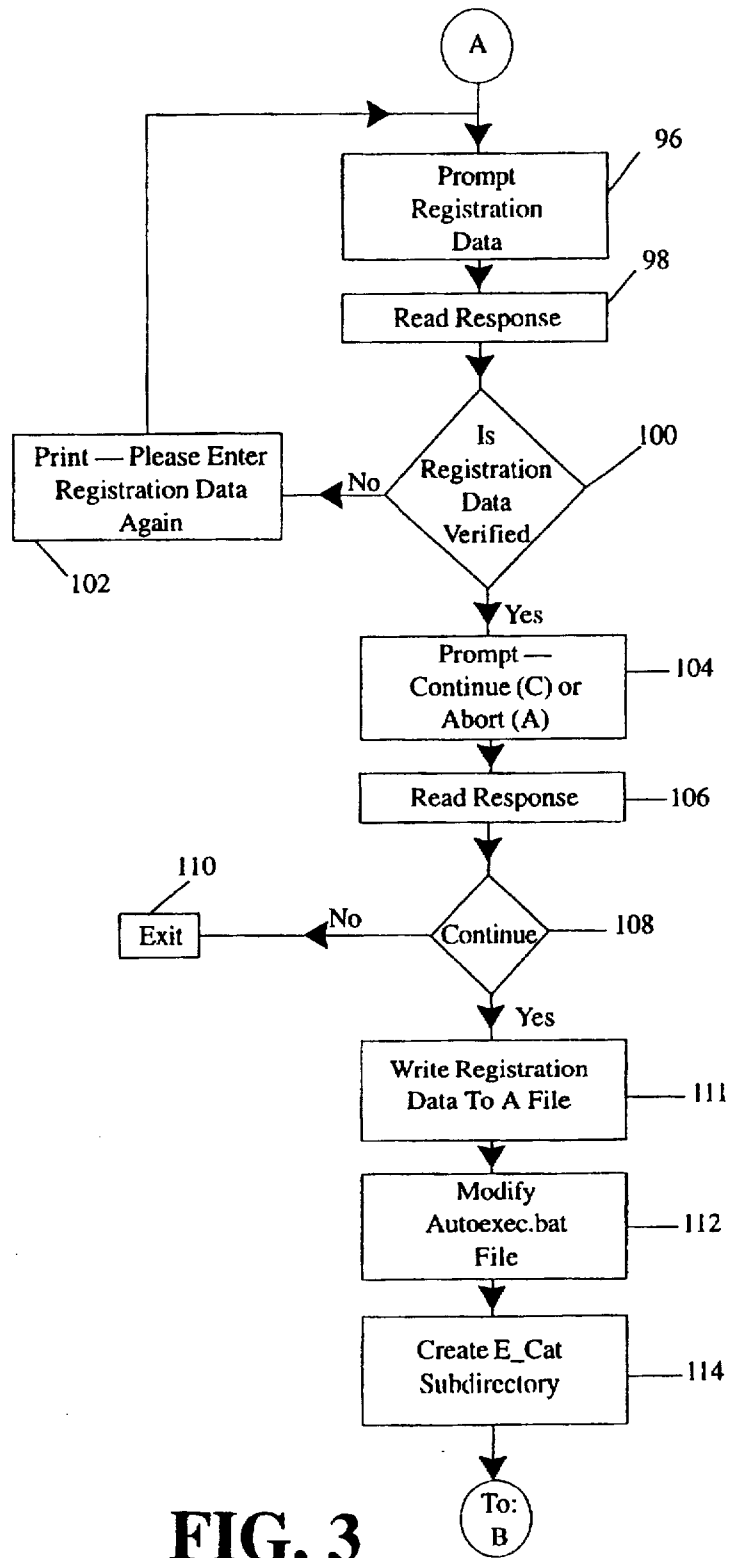 A
96
Prompt
Registration
Data
98
Read Response
100
Is
Registration
Data
Verified
No
Print — Please Enter
Registration Data
Again
102
Yes
Prompt —
Continue (C) or
Abort (A)
104
Read Response
106
110
Exit
No
Continue
108
Yes
Write Registration
Data To A File
111
Modify
Autoexec.bat
File
112
Create E_Cat
Subdirectory
114
To:
B
FIG. 3